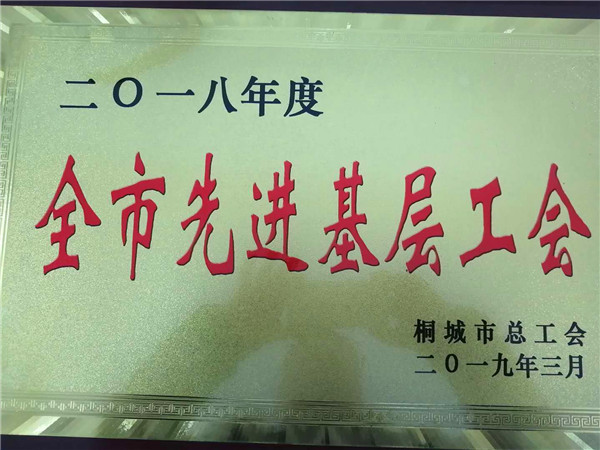 二〇一八年度
全市先进基层工会
桐城市总工会
二〇一九年三月